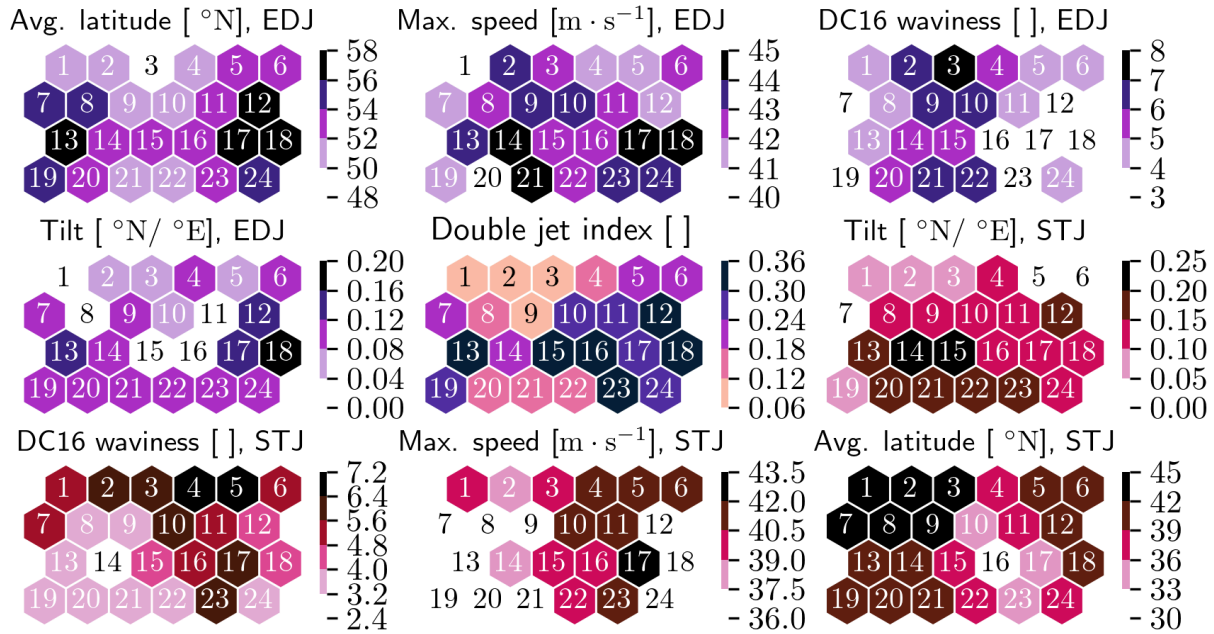 Avg. latitude [ °N], EDJ
1 2 3 4 5 6
7 8 9 10 11 12
13 14 15 16 17 18
19 20 21 22 23 24
58
56
54
52
50
48
Max. speed [m · s⁻¹], EDJ
1 2 3 4 5 6
7 8 9 10 11 12
13 14 15 16 17 18
19 20 21 22 23 24
45
44
43
42
41
40
DC16 waviness [ ], EDJ
1 2 3 4 5 6
7 8 9 10 11 12
13 14 15 16 17 18
19 20 21 22 23 24
8
7
6
5
4
3
Tilt [ °N/ °E], EDJ
1 2 3 4 5 6
7 8 9 10 11 12
13 14 15 16 17 18
19 20 21 22 23 24
0.20
0.16
0.12
0.08
0.04
0.00
Double jet index [ ]
1 2 3 4 5 6
7 8 9 10 11 12
13 14 15 16 17 18
19 20 21 22 23 24
0.36
0.30
0.24
0.18
0.12
0.06
Tilt [ °N/ °E], STJ
1 2 3 4 5 6
7 8 9 10 11 12
13 14 15 16 17 18
19 20 21 22 23 24
0.25
0.20
0.15
0.10
0.05
0.00
DC16 waviness [ ], STJ
1 2 3 4 5 6
7 8 9 10 11 12
13 14 15 16 17 18
19 20 21 22 23 24
7.2
6.4
5.6
4.8
4.0
3.2
2.4
Max. speed [m · s⁻¹], STJ
1 2 3 4 5 6
7 8 9 10 11 12
13 14 15 16 17 18
19 20 21 22 23 24
43.5
42.0
40.5
39.0
37.5
36.0
Avg. latitude [ °N], STJ
1 2 3 4 5 6
7 8 9 10 11 12
13 14 15 16 17 18
19 20 21 22 23 24
45
42
39
36
33
30